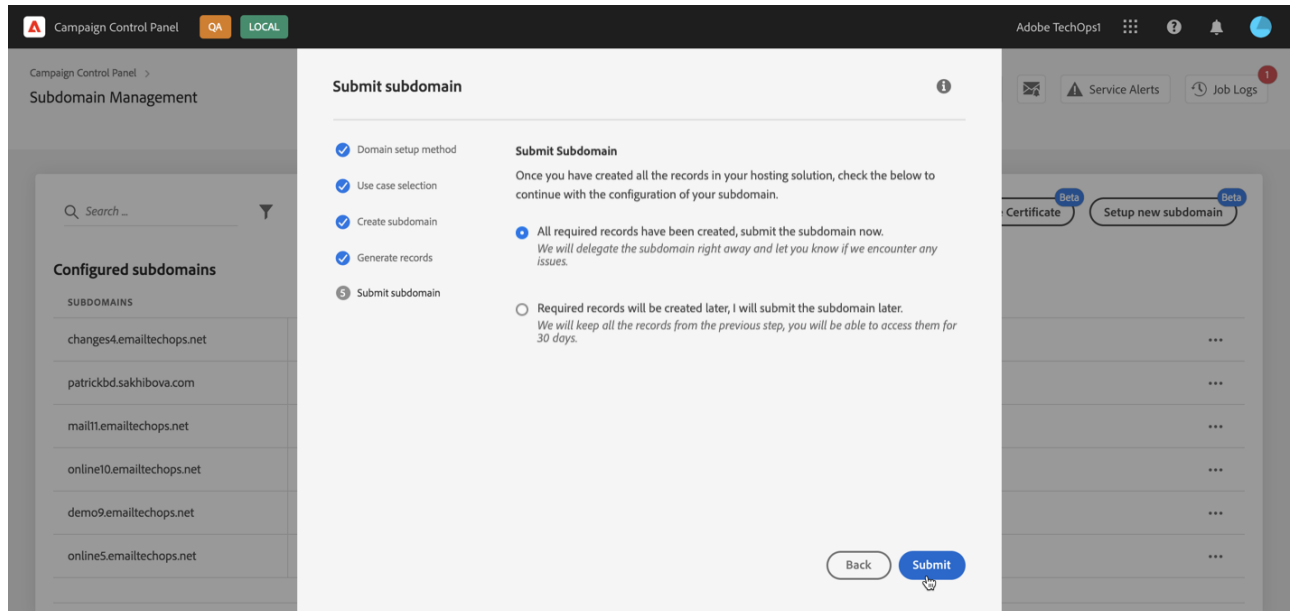 Campaign Control Panel QA LOCAL Adobe TechOps1
Campaign Control Panel >
Subdomain Management
Service Alerts Job Logs 1
Search ...
Configured subdomains
SUBDOMAINS
changes4.emailtechops.net
patrickbd.sakhibova.com
mail11.emailtechops.net
online10.emailtechops.net
demo9.emailtechops.net
online5.emailtechops.net
Submit subdomain
Domain setup method
Use case selection
Create subdomain
Generate records
5 Submit subdomain
Submit Subdomain
Once you have created all the records in your hosting solution, check the below to
continue with the configuration of your subdomain.
All required records have been created, submit the subdomain now.
We will delegate the subdomain right away and let you know if we encounter any
issues.
Required records will be created later, I will submit the subdomain later.
We will keep all the records from the previous step, you will be able to access them for
30 days.
Back Submit
Beta Beta
Certificate Setup new subdomain